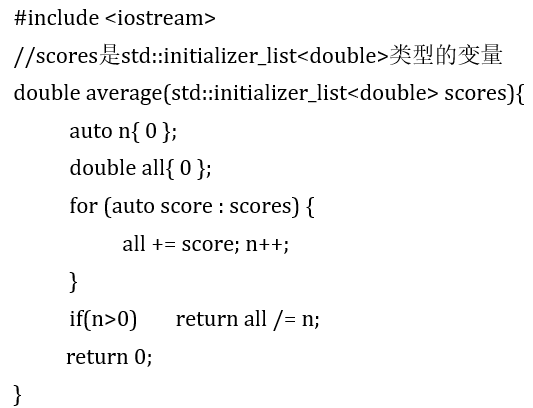 #include <iostream>
//scores是std::initializer_list<double>类型的变量
double average(std::initializer_list<double> scores){
auto n{ 0 };
double all{ 0 };
for (auto score : scores) {
all += score; n++;
}
if(n>0) return all /= n;
return 0;
}